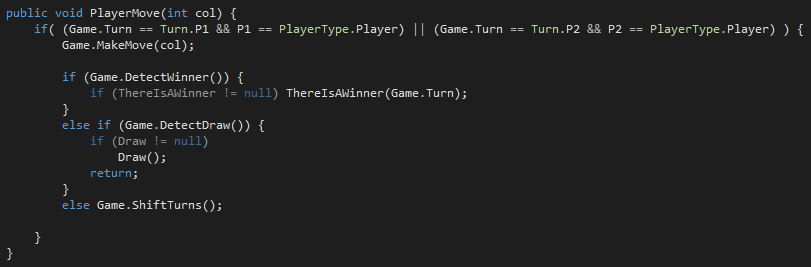 public void PlayerMove(int col) {
    if( (Game.Turn == Turn.P1 && P1 == PlayerType.Player) || (Game.Turn == Turn.P2 && P2 == PlayerType.Player) ) {
        Game.MakeMove(col);

        if (Game.DetectWinner()) {
            if (ThereIsAWinner != null) ThereIsAWinner(Game.Turn);
        }
        else if (Game.DetectDraw()) {
            if (Draw != null)
                Draw();
            return;
        }
        else Game.ShiftTurns();

    }
}